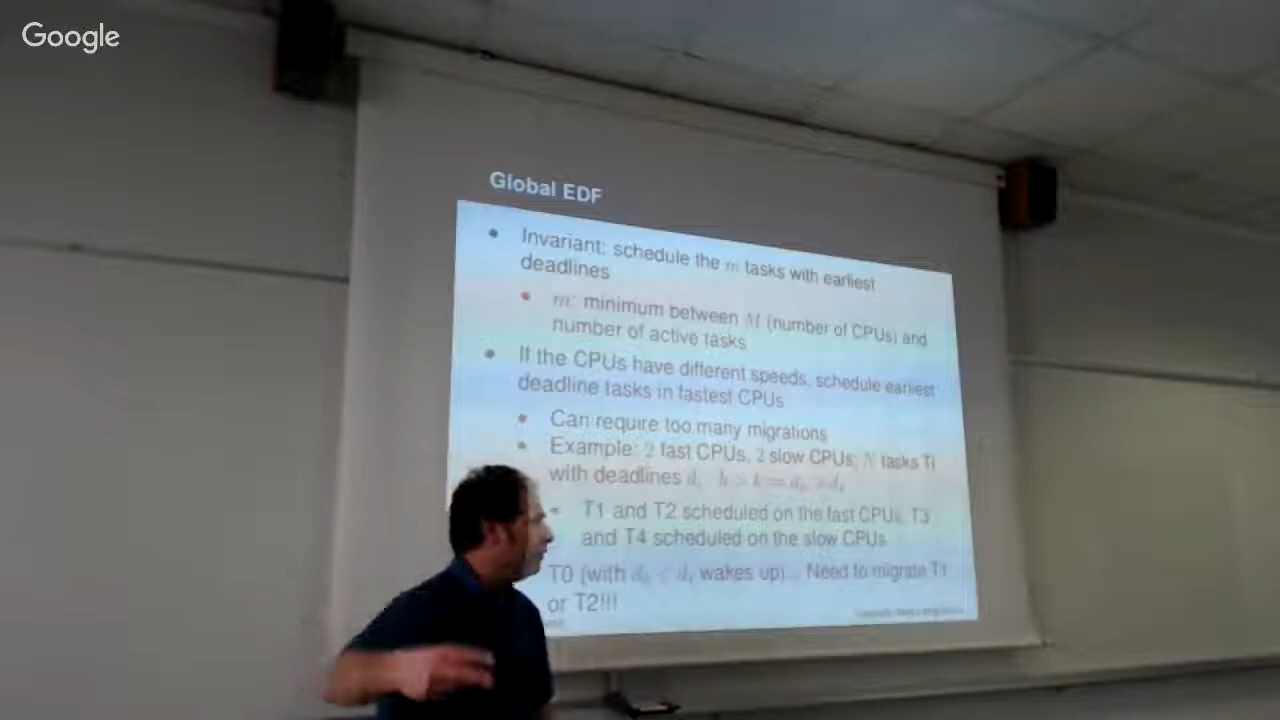 Google
Global EDF
• Invariant: schedule the m tasks with earliest
deadlines
• m: minimum between M (number of CPUs) and
number of active tasks
• If the CPUs have different speeds, schedule earliest
deadline tasks in fastest CPUs
• Can require too many migrations
• Example: 2 fast CPUs, 2 slow CPUs; N tasks Ti
with deadlines
• T1 and T2 scheduled on the fast CPUs, T3
and T4 scheduled on the slow CPUs
T0 (with d₀ < d₁ wakes up)... Need to migrate T1
or T2!!!